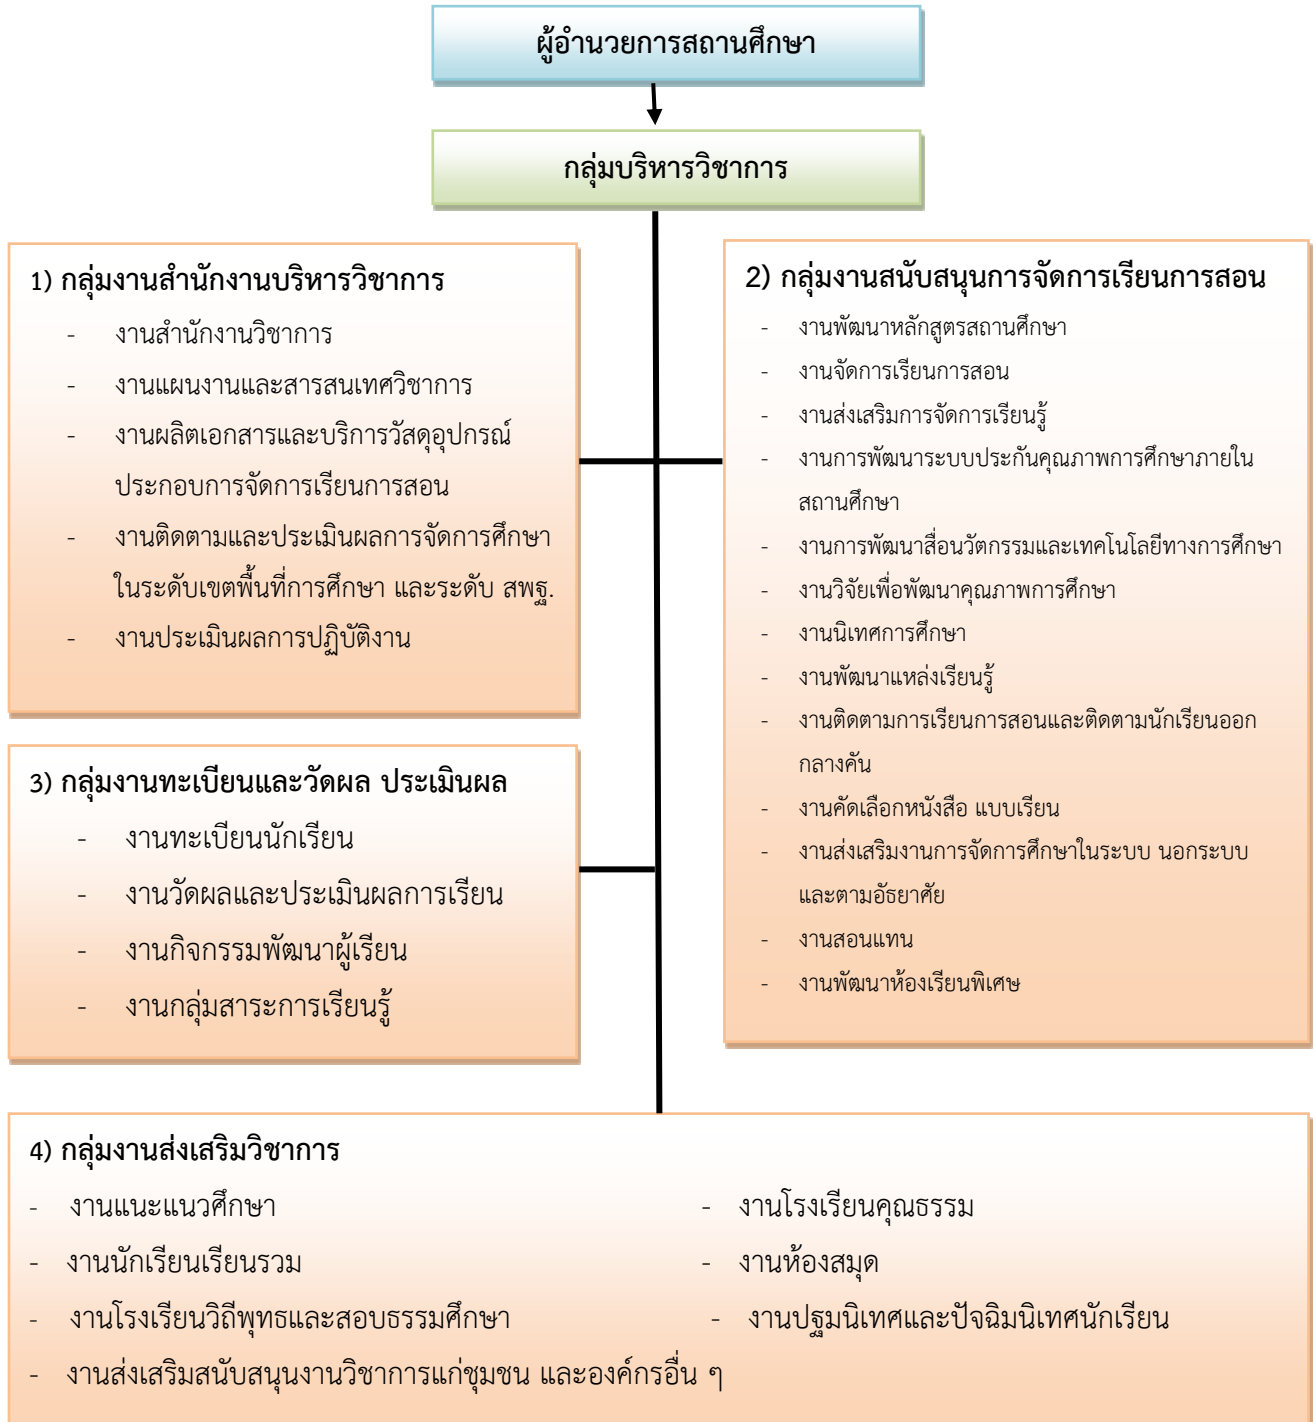 ผู้อำนวยการสถานศึกษา
กลุ่มบริหารวิชาการ
1) กลุ่มงานสำนักงานบริหารวิชาการ
- งานสำนักงานวิชาการ
- งานแผนงานและสารสนเทศวิชาการ
- งานผลิตเอกสารและบริการวัสดุอุปกรณ์
ประกอบการจัดการเรียนการสอน
- งานติดตามและประเมินผลการจัดการศึกษา
ในระดับเขตพื้นที่การศึกษา และระดับ สพฐ.
- งานประเมินผลการปฏิบัติงาน
2) กลุ่มงานสนับสนุนการจัดการเรียนการสอน
- งานพัฒนาหลักสูตรสถานศึกษา
- งานจัดการเรียนการสอน
- งานส่งเสริมการจัดการเรียนรู้
- งานการพัฒนาระบบประกันคุณภาพการศึกษาภายใน
สถานศึกษา
- งานการพัฒนาสื่อนวัตกรรมและเทคโนโลยีทางการศึกษา
- งานวิจัยเพื่อพัฒนาคุณภาพการศึกษา
- งานนิเทศการศึกษา
- งานพัฒนาแหล่งเรียนรู้
- งานติดตามการเรียนการสอนและติดตามนักเรียนออก
กลางคัน
- งานคัดเลือกหนังสือ แบบเรียน
- งานส่งเสริมงานการจัดการศึกษาในระบบ นอกระบบ
และตามอัธยาศัย
- งานสอนแทน
- งานพัฒนาห้องเรียนพิเศษ
3) กลุ่มงานทะเบียนและวัดผล ประเมินผล
- งานทะเบียนนักเรียน
- งานวัดผลและประเมินผลการเรียน
- งานกิจกรรมพัฒนาผู้เรียน
- งานกลุ่มสาระการเรียนรู้
4) กลุ่มงานส่งเสริมวิชาการ
- งานแนะแนวศึกษา
- งานโรงเรียนคุณธรรม
- งานนักเรียนเรียนรวม
- งานห้องสมุด
- งานโรงเรียนวิถีพุทธและสอบธรรมศึกษา
- งานปฐมนิเทศและปัจฉิมนิเทศนักเรียน
- งานส่งเสริมสนับสนุนงานวิชาการแก่ชุมชน และองค์กรอื่น ๆ